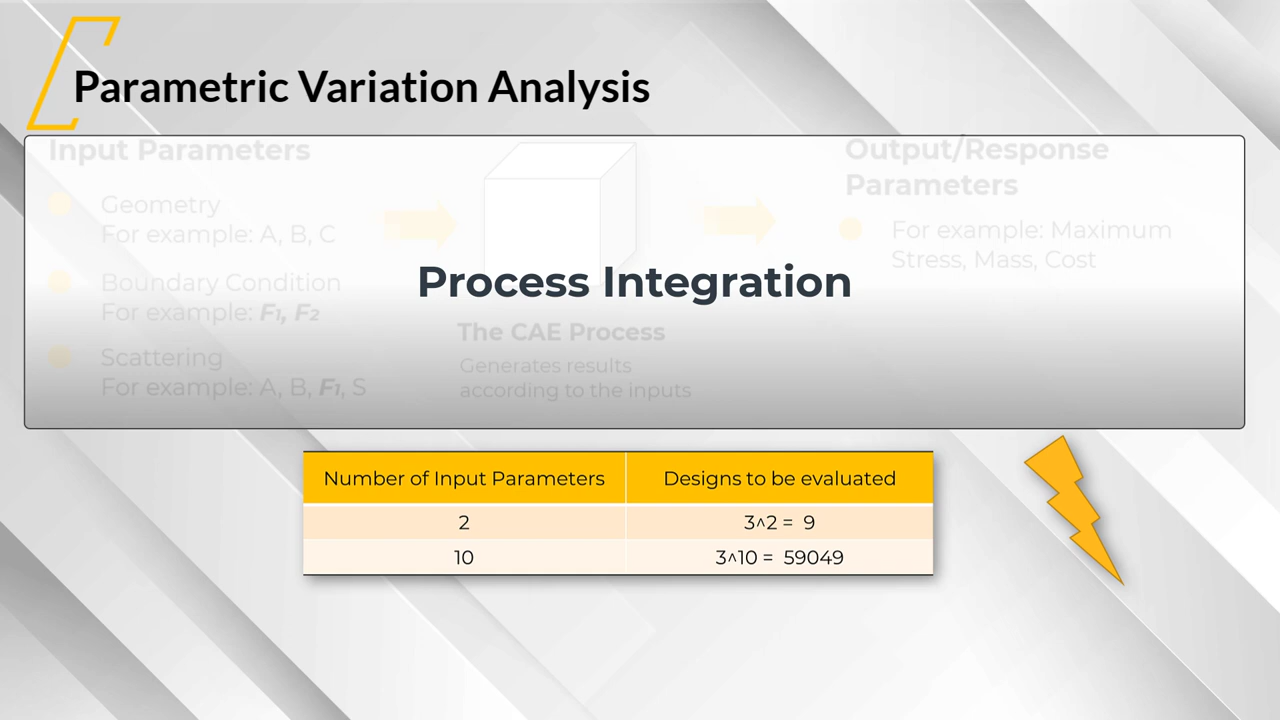 Parametric Variation Analysis
Input Parameters
Geometry
For example: A, B, C
Boundary Condition
For example: F1, F2
Scattering
For example: A, B, F1, S
Process Integration
The CAE Process
Generates results
according to the inputs
Output/Response
Parameters
For example: Maximum
Stress, Mass, Cost
Number of Input Parameters Designs to be evaluated
2 3^2 = 9
10 3^10 = 59049